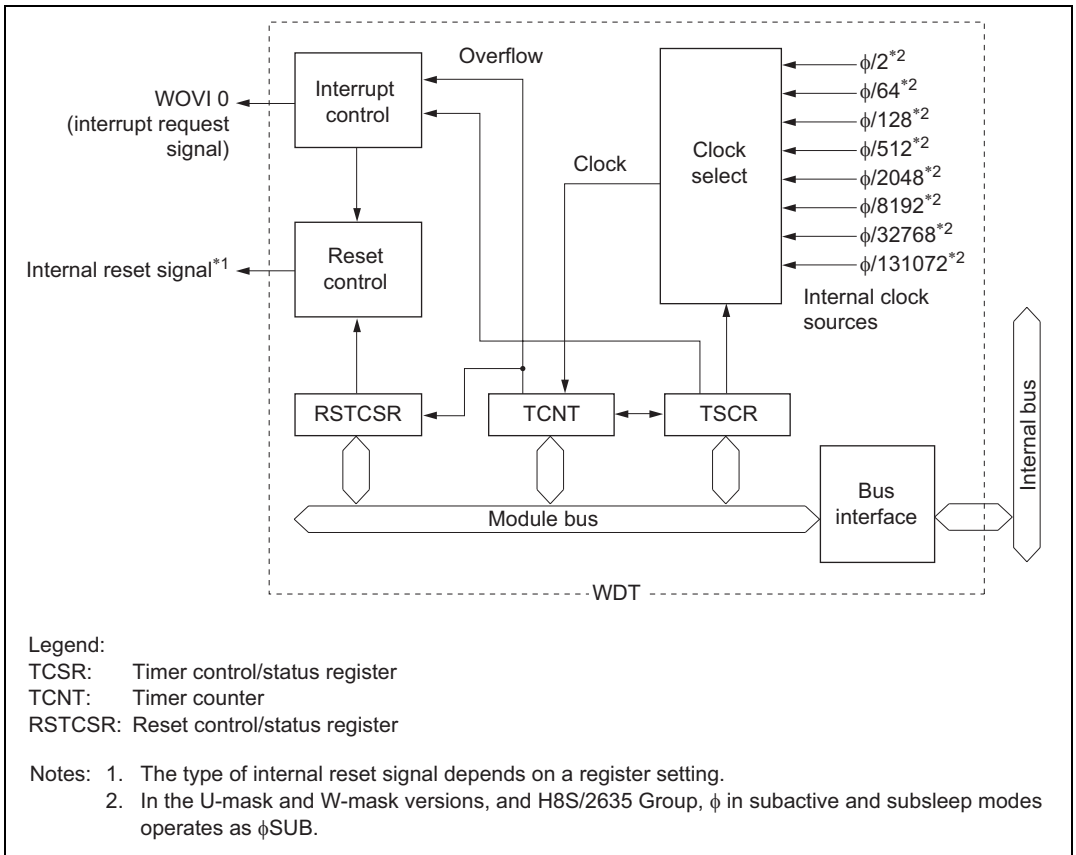 Overflow
Interrupt
control
WOVI 0
(interrupt request
signal)
Clock
Clock
select
ϕ/2*2
ϕ/64*2
ϕ/128*2
ϕ/512*2
ϕ/2048*2
ϕ/8192*2
ϕ/32768*2
ϕ/131072*2
Internal clock
sources
Reset
control
Internal reset signal*1
RSTCSR
TCNT
TSCR
Module bus
Bus
interface
Internal bus
WDT
Legend:
TCSR: Timer control/status register
TCNT: Timer counter
RSTCSR: Reset control/status register
Notes: 1. The type of internal reset signal depends on a register setting.
2. In the U-mask and W-mask versions, and H8S/2635 Group, ϕ in subactive and subsleep modes
operates as ϕSUB.